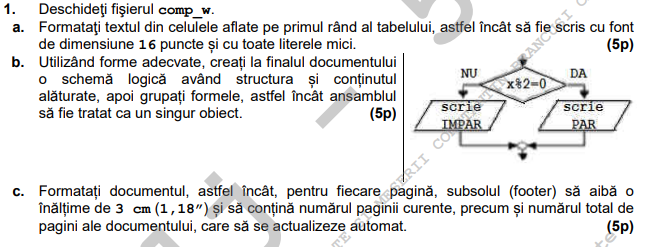 1. Deschideţi fişierul comp_w.
a. Formatați textul din celulele aflate pe primul rând al tabelului, astfel încât să fie scris cu font
de dimensiune 16 puncte și cu toate literele mici. (5p)
b. Utilizând forme adecvate, creați la finalul documentului
o schemă logică având structura și conținutul
alăturate, apoi grupați formele, astfel încât ansamblul
să fie tratat ca un singur obiect. (5p)
NU DA
x%2=0
scrie scrie
IMPAR PAR
c. Formatați documentul, astfel încât, pentru fiecare pagină, subsolul (footer) să aibă o
înălțime de 3 cm (1,18″) și să conțină numărul paginii curente, precum și numărul total de
pagini ale documentului, care să se actualizeze automat. (5p)